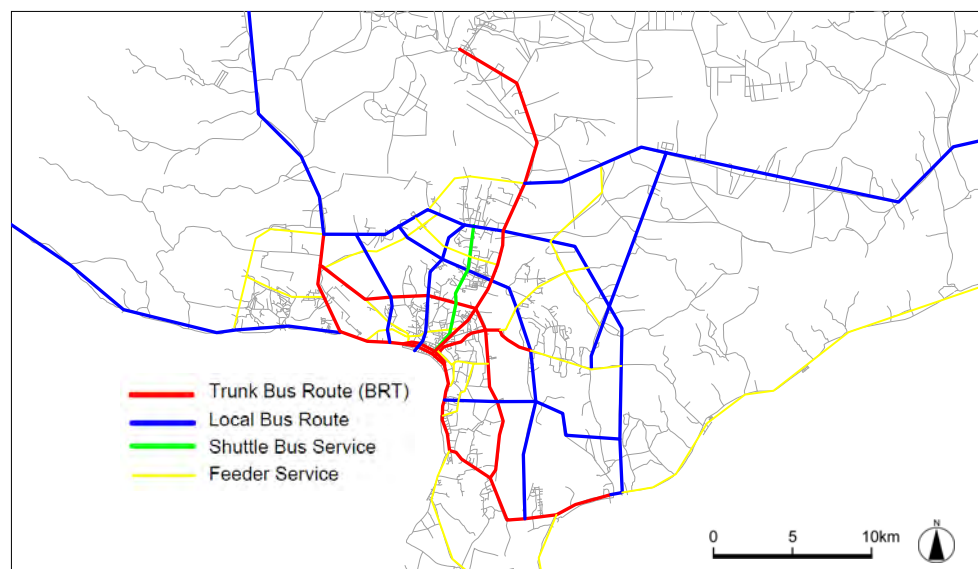 Trunk Bus Route (BRT)
Local Bus Route
Shuttle Bus Service
Feeder Service
0 5 10km
N